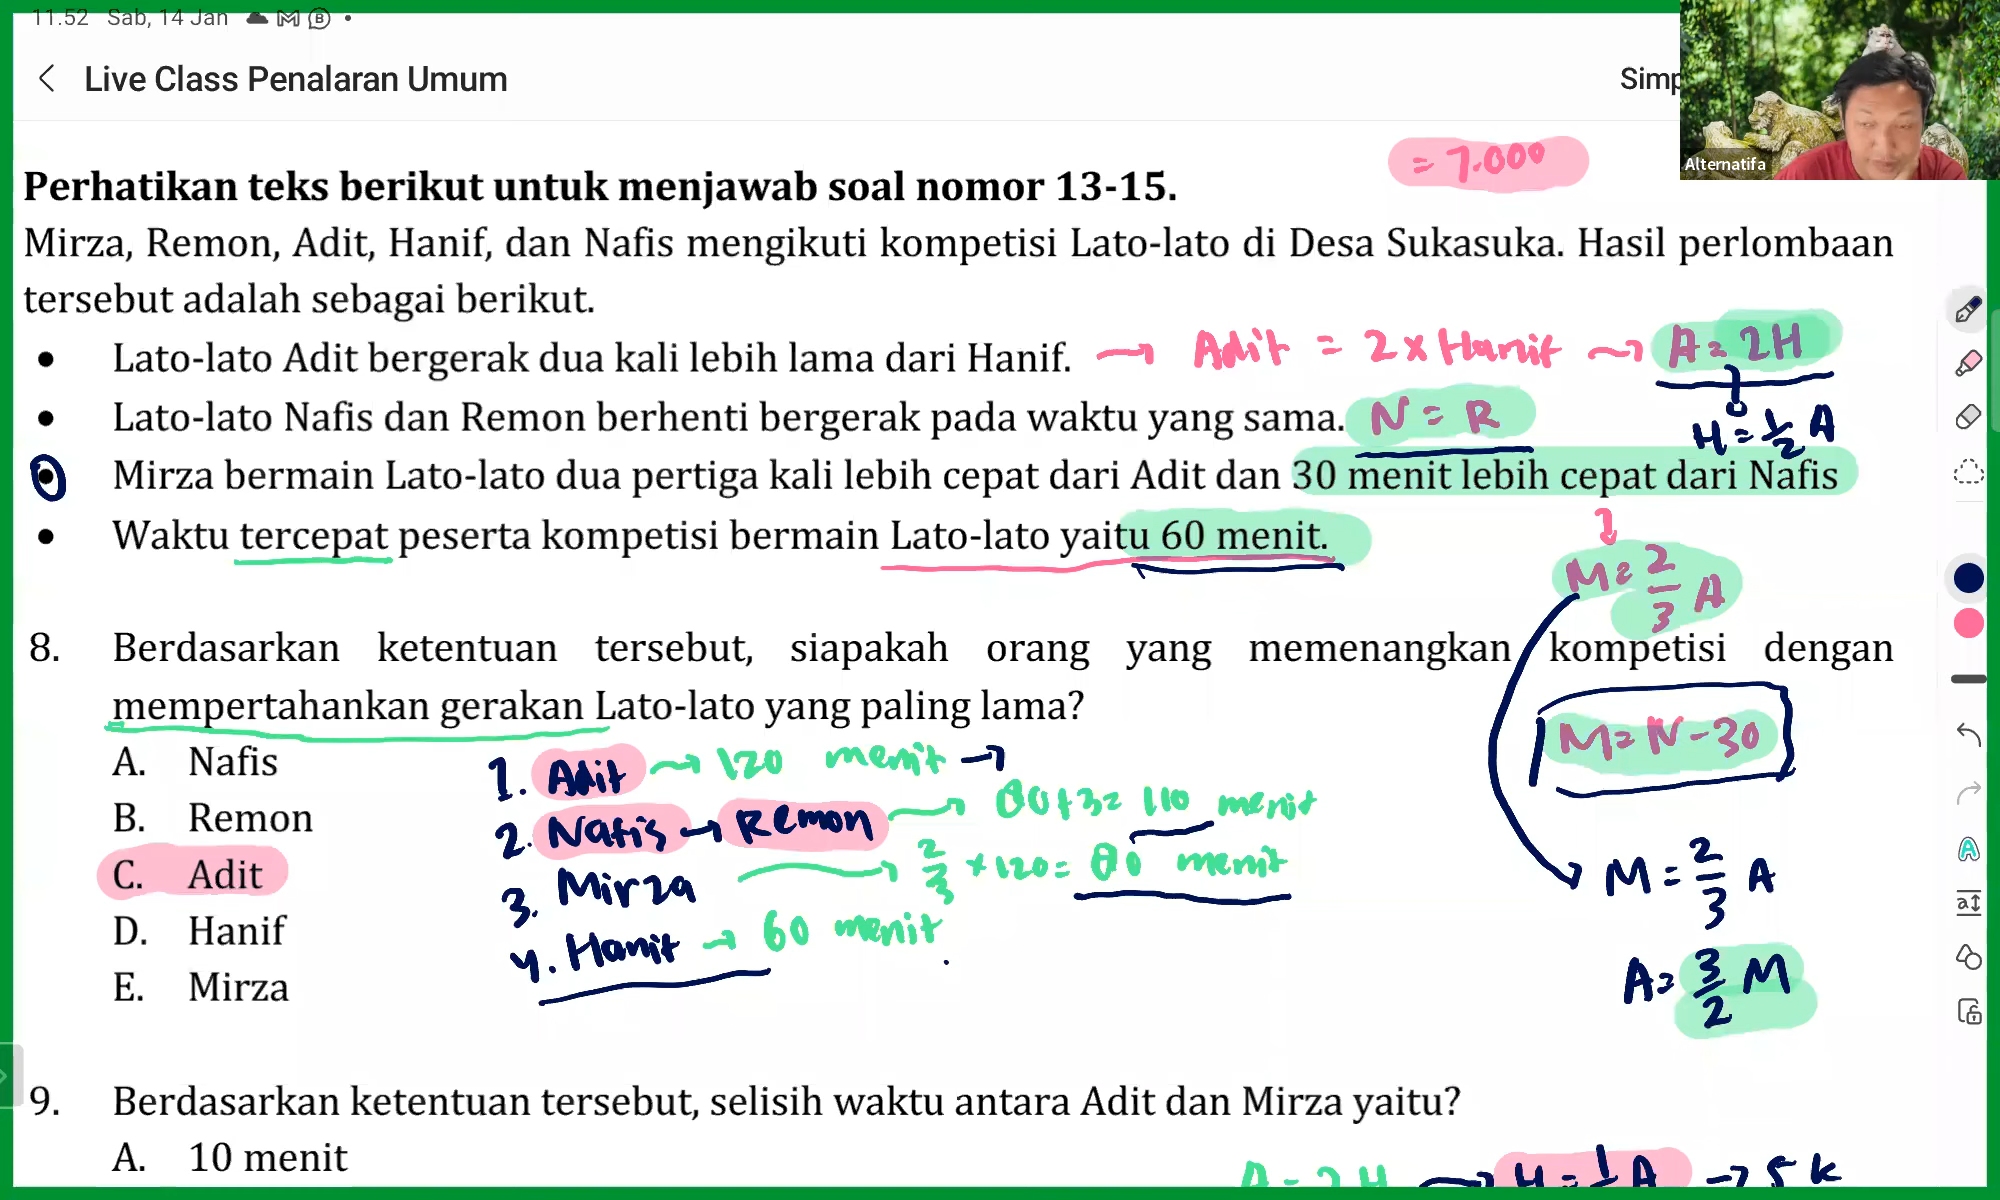 11.52 Sab, 14 Jan
Live Class Penalaran Umum
Simp
Alternatifa
= 7.000
Perhatikan teks berikut untuk menjawab soal nomor 13-15.
Mirza, Remon, Adit, Hanif, dan Nafis mengikuti kompetisi Lato-lato di Desa Sukasuka. Hasil perlombaan
tersebut adalah sebagai berikut.
• Lato-lato Adit bergerak dua kali lebih lama dari Hanif. → Adit = 2 x Hanif → A = 2H
H = 1/2 A
• Lato-lato Nafis dan Remon berhenti bergerak pada waktu yang sama. N = R
• Mirza bermain Lato-lato dua pertiga kali lebih cepat dari Adit dan 30 menit lebih cepat dari Nafis
• Waktu tercepat peserta kompetisi bermain Lato-lato yaitu 60 menit.
M = 2/3 A
8. Berdasarkan ketentuan tersebut, siapakah orang yang memenangkan kompetisi dengan
mempertahankan gerakan Lato-lato yang paling lama?
M = N - 30
A. Nafis
B. Remon
C. Adit
D. Hanif
E. Mirza
1. Adit → 120 menit →
2. Nafis → Remon → 80+3= 110 menit
3. Mirza → 2/3 x 120 = 80 menit
4. Hanif → 60 menit
M = 2/3 A
A = 3/2 M
9. Berdasarkan ketentuan tersebut, selisih waktu antara Adit dan Mirza yaitu?
A. 10 menit
A = 2H → H = 1/2 A →